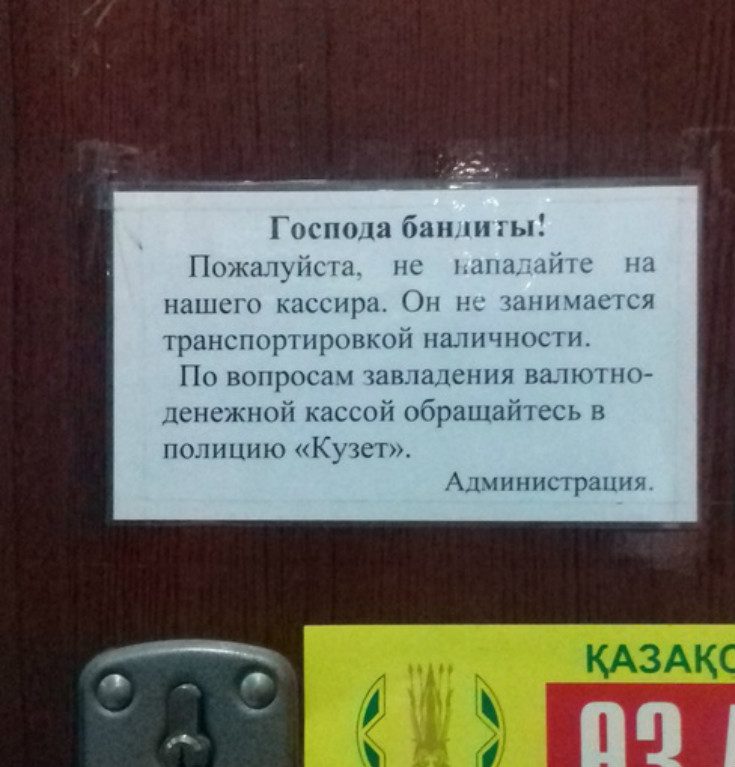 Господа бандиты!
Пожалуйста, не нападайте на
нашего кассира. Он не занимается
транспортировкой наличности.
По вопросам завладения валютно-
денежной кассой обращайтесь в
полицию «Кузет».
Администрация.